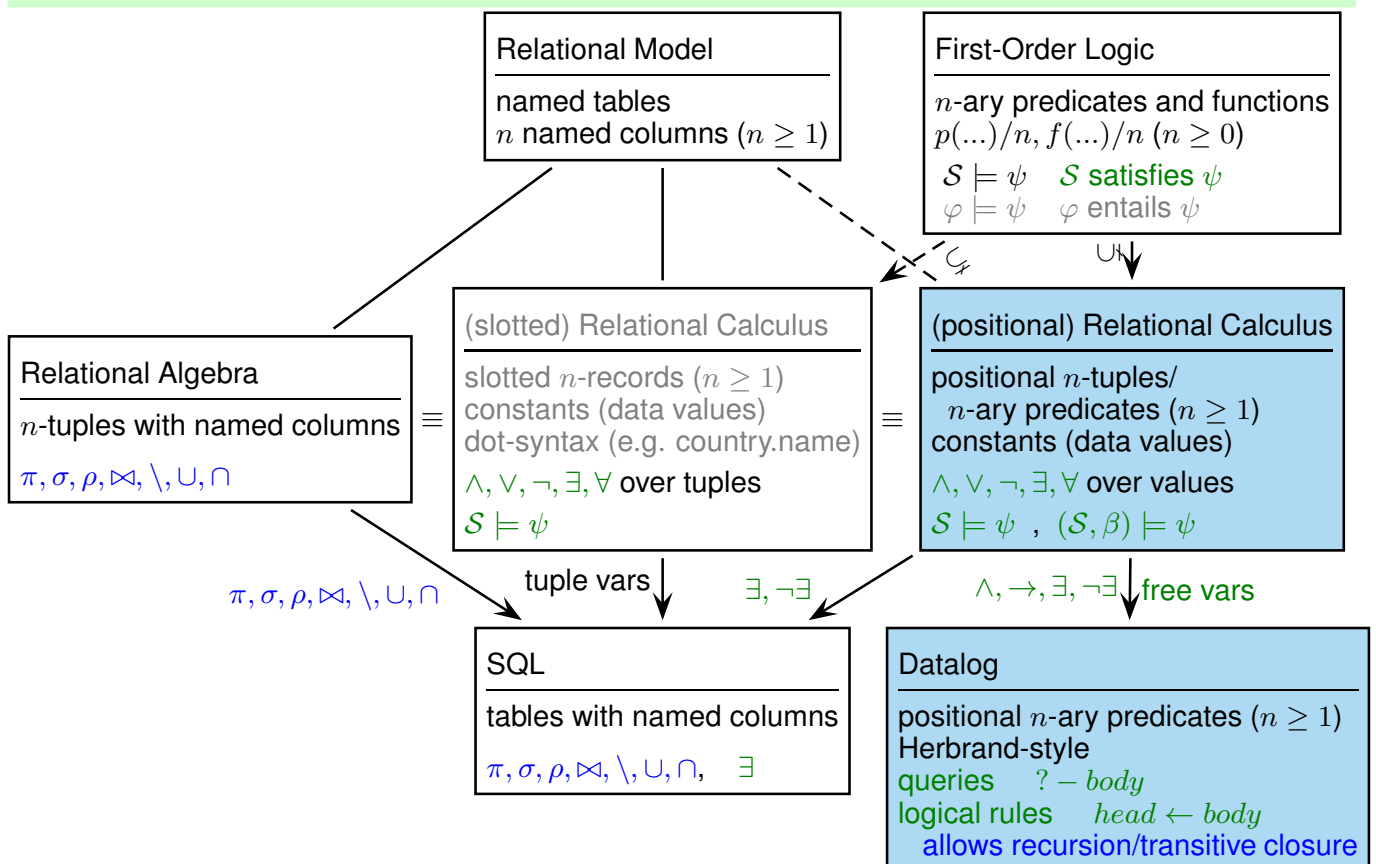 Relational Model
named tables
n named columns (n ≥ 1)
First-Order Logic
n-ary predicates and functions
p(...)/n, f(...)/n (n ≥ 0)
𝒮 ⊨ ψ 𝒮 satisfies ψ
φ ⊨ ψ φ entails ψ
⊊
⊊
Relational Algebra
n-tuples with named columns
π, σ, ρ, ⋈, \, ∪, ∩
≡
(slotted) Relational Calculus
slotted n-records (n ≥ 1)
constants (data values)
dot-syntax (e.g. country.name)
∧, ∨, ¬, ∃, ∀ over tuples
𝒮 ⊨ ψ
≡
(positional) Relational Calculus
positional n-tuples/
n-ary predicates (n ≥ 1)
constants (data values)
∧, ∨, ¬, ∃, ∀ over values
𝒮 ⊨ ψ , (𝒮, β) ⊨ ψ
π, σ, ρ, ⋈, \, ∪, ∩
tuple vars
∃, ¬∃
∧, →, ∃, ¬∃ free vars
SQL
tables with named columns
π, σ, ρ, ⋈, \, ∪, ∩, ∃
Datalog
positional n-ary predicates (n ≥ 1)
Herbrand-style
queries ? − body
logical rules head ← body
allows recursion/transitive closure